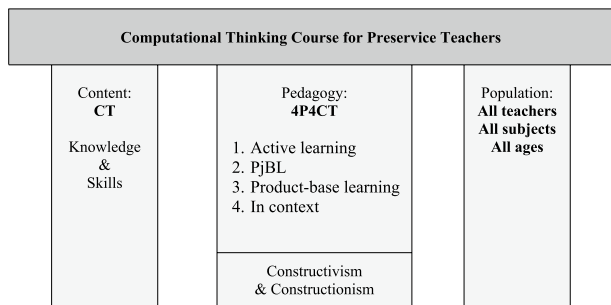 Computational Thinking Course for Preservice Teachers
Content:
CT
Knowledge
&
Skills
Pedagogy:
4P4CT
1. Active learning
2. PjBL
3. Product-base learning
4. In context
Constructivism
& Constructionism
Population:
All teachers
All subjects
All ages